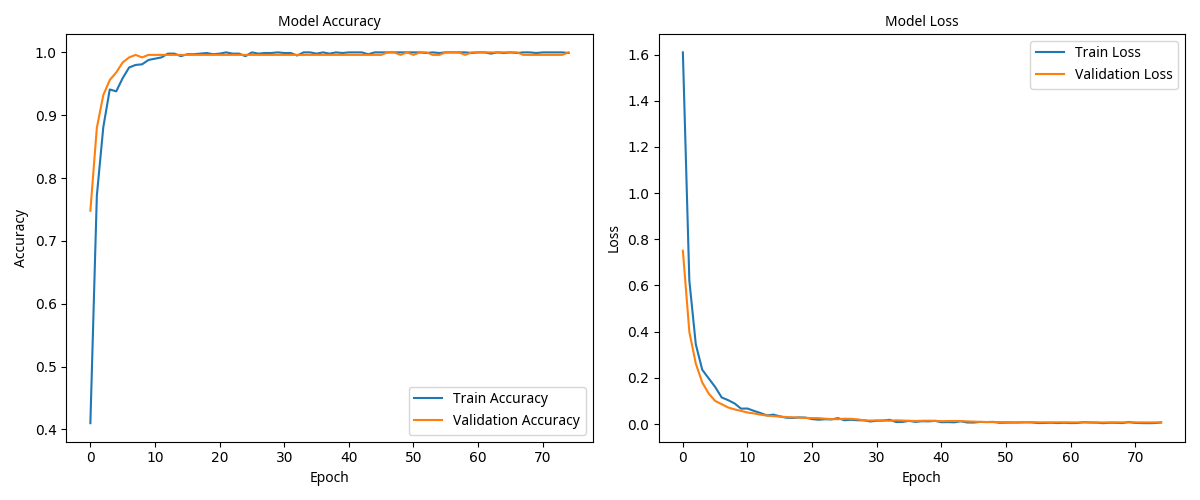 Model Accuracy
1.0
0.9
0.8
0.7
0.6
0.5
0.4
Accuracy
Train Accuracy
Validation Accuracy
0 10 20 30 40 50 60 70
Epoch
Model Loss
1.6
1.4
1.2
1.0
0.8
0.6
0.4
0.2
0.0
Loss
Train Loss
Validation Loss
0 10 20 30 40 50 60 70
Epoch